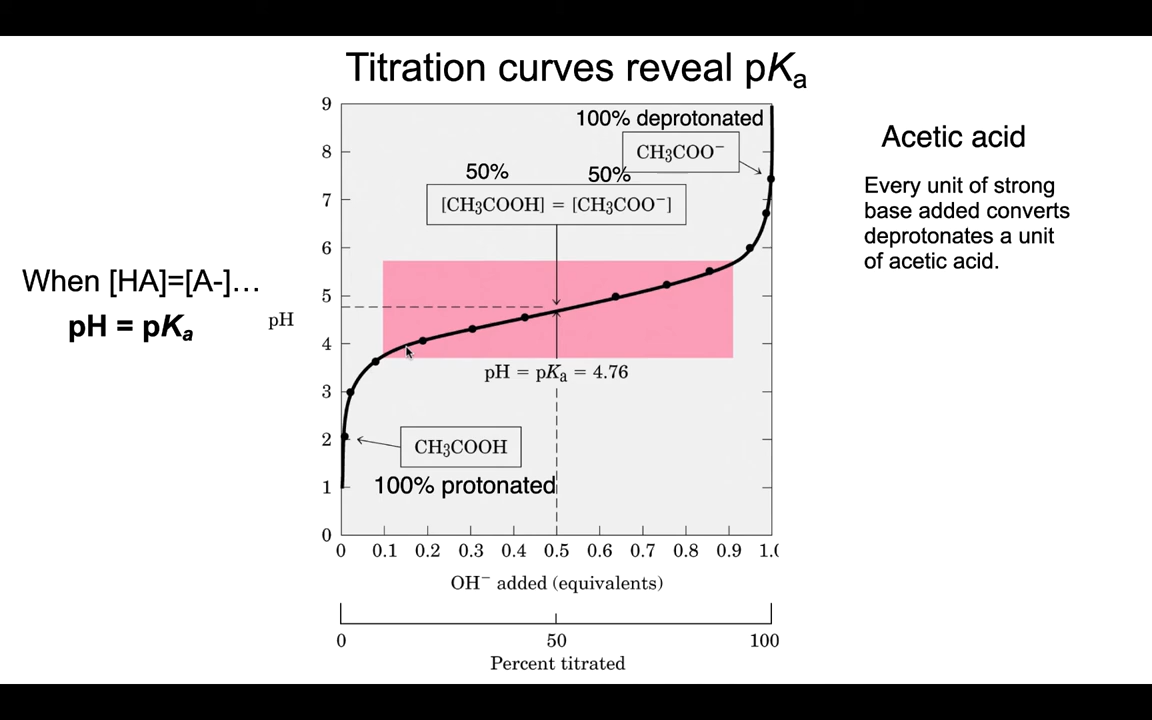 Titration curves reveal pKa
9
100% deprotonated
8
CH3COO−
50%
50%
7
[CH3COOH] = [CH3COO−]
6
5
pH
4
pH = pKa = 4.76
3
2
CH3COOH
1
100% protonated
0
0 0.1 0.2 0.3 0.4 0.5 0.6 0.7 0.8 0.9 1.0
OH− added (equivalents)
0 50 100
Percent titrated
When [HA]=[A-]…
pH = pKa
Acetic acid
Every unit of strong
base added converts
deprotonates a unit
of acetic acid.